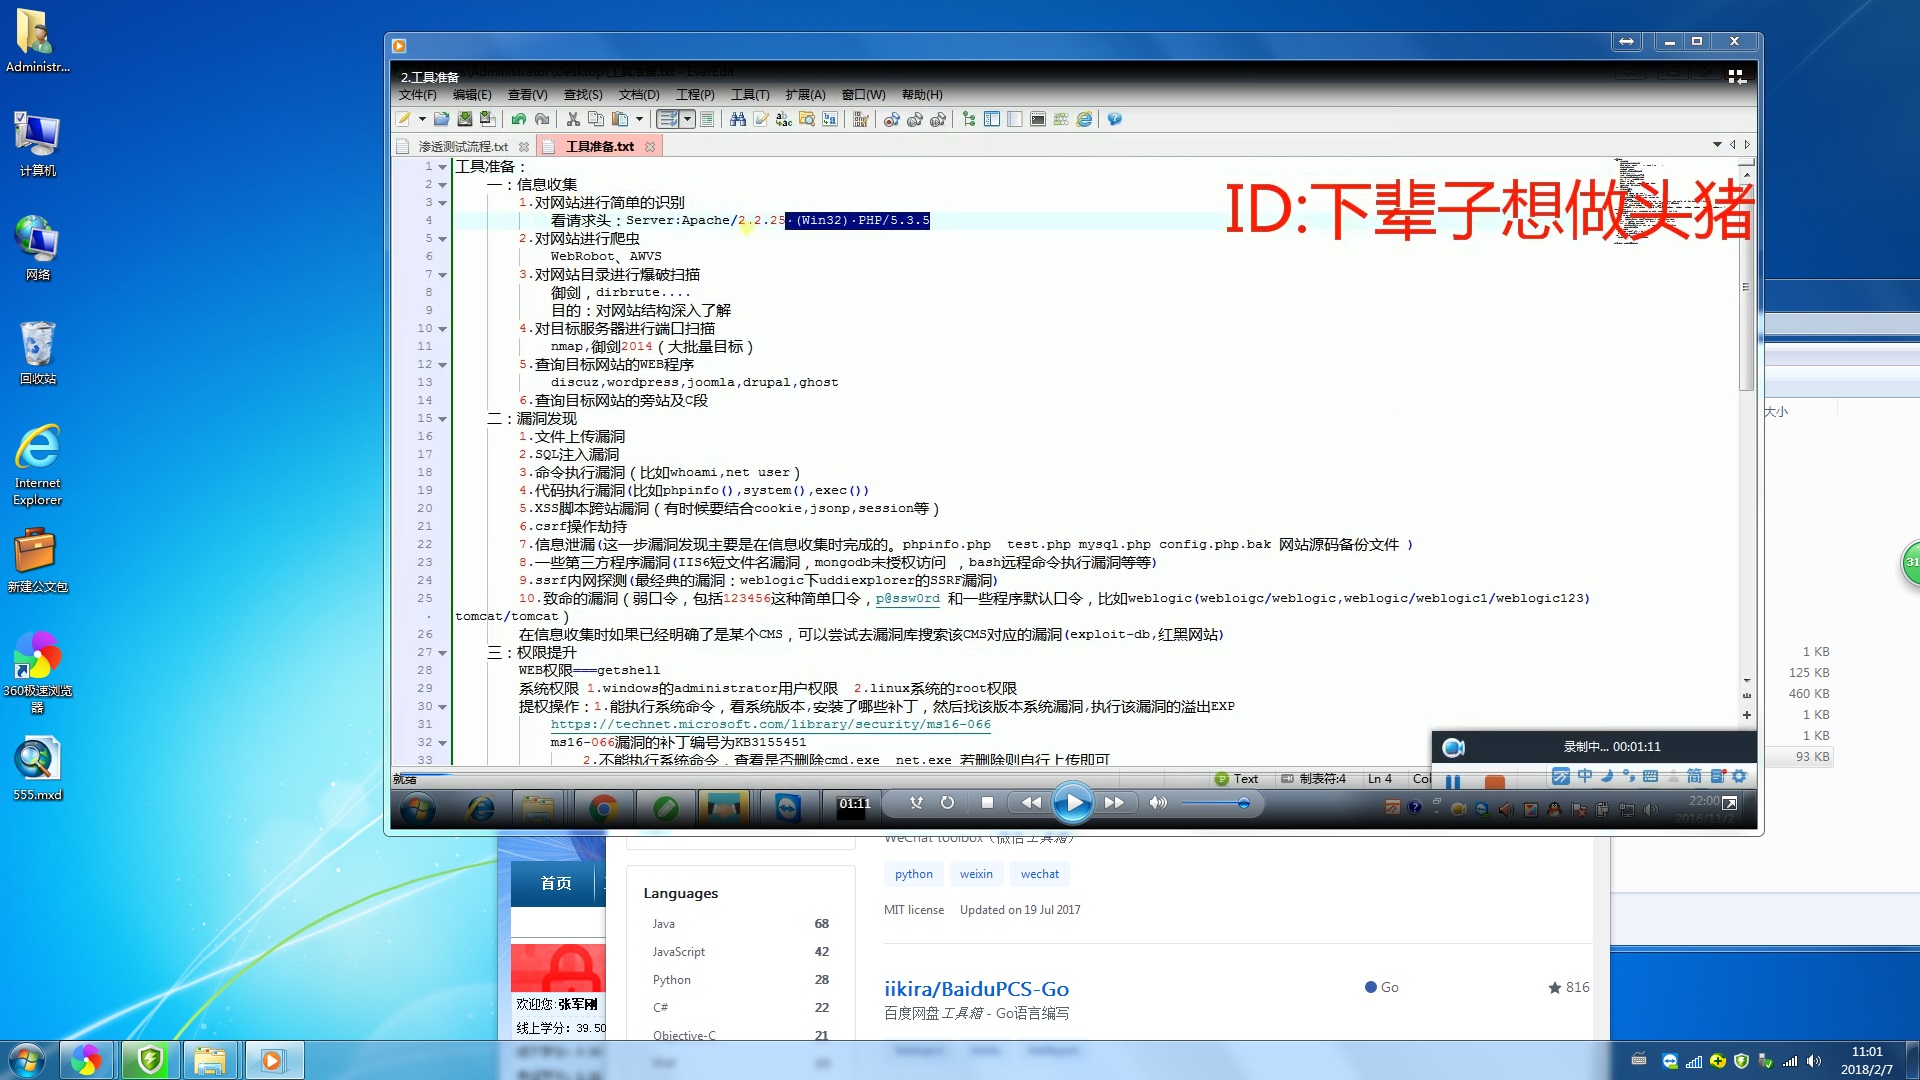 Administr...
计算机
网络
回收站
Internet
Explorer
新建公文包
360极速浏览
器
555.mxd
2.工具准备
文件(F) 编辑(E) 查看(V) 查找(S) 文档(D) 工程(P) 工具(T) 扩展(A) 窗口(W) 帮助(H)
渗透测试流程.txt 工具准备.txt
ID:下辈子想做头猪
1 工具准备：
2 一：信息收集
3 1.对网站进行简单的识别
4 看请求头：Server:Apache/2.2.25·(Win32)·PHP/5.3.5
5 2.对网站进行爬虫
6 WebRobot、AWVS
7 3.对网站目录进行爆破扫描
8 御剑，dirbrute....
9 目的：对网站结构深入了解
10 4.对目标服务器进行端口扫描
11 nmap,御剑2014（大批量目标）
12 5.查询目标网站的WEB程序
13 discuz,wordpress,joomla,drupal,ghost
14 6.查询目标网站的旁站及C段
15 二：漏洞发现
16 1.文件上传漏洞
17 2.SQL注入漏洞
18 3.命令执行漏洞（比如whoami,net user）
19 4.代码执行漏洞(比如phpinfo(),system(),exec())
20 5.XSS脚本跨站漏洞（有时候要结合cookie,jsonp,session等）
21 6.csrf操作劫持
22 7.信息泄漏(这一步漏洞发现主要是在信息收集时完成的。phpinfo.php test.php mysql.php config.php.bak 网站源码备份文件 )
23 8.一些第三方程序漏洞(IIS6短文件名漏洞，mongodb未授权访问 ，bash远程命令执行漏洞等等)
24 9.ssrf内网探测(最经典的漏洞：weblogic下uddiexplorer的SSRF漏洞)
25 10.致命的漏洞（弱口令，包括123456这种简单口令，p@ssw0rd 和一些程序默认口令，比如weblogic(webloigc/weblogic,weblogic/weblogic1/weblogic123)
tomcat/tomcat）
26 在信息收集时如果已经明确了是某个CMS，可以尝试去漏洞库搜索该CMS对应的漏洞(exploit-db,红黑网站)
27 三：权限提升
28 WEB权限===getshell
29 系统权限 1.windows的administrator用户权限 2.linux系统的root权限
30 提权操作：1.能执行系统命令，看系统版本,安装了哪些补丁，然后找该版本系统漏洞,执行该漏洞的溢出EXP
31 https://technet.microsoft.com/library/security/ms16-066
32 ms16-066漏洞的补丁编号为KB3155451
33 2.不能执行系统命令，查看是否删除cmd.exe net.exe 若删除则自行上传即可
就绪 Text 制表符:4 Ln 4
录制中... 00:01:11
中 简
01:11
22:00
2016/11/2
大小
1 KB
125 KB
460 KB
1 KB
1 KB
93 KB
31
首页
欢迎您:张军刚
线上学分：39.50
Languages
Java 68
JavaScript 42
Python 28
C# 22
Objective-C 21
WeChat toolbox（微信工具箱）
python weixin wechat
MIT license Updated on 19 Jul 2017
iikira/BaiduPCS-Go
Go 816
百度网盘工具箱 - Go语言编写
11:01
2018/2/7